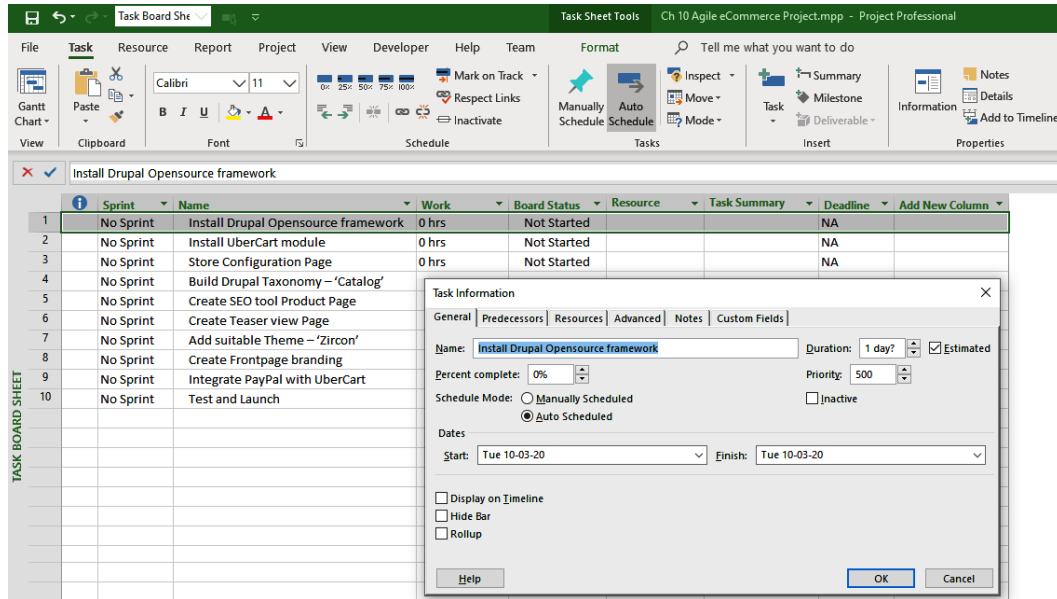 Task Board She
Task Sheet Tools
Ch 10 Agile eCommerce Project.mpp - Project Professional
File Task Resource Report Project View Developer Help Team Format Tell me what you want to do
Gantt Chart
Paste
Calibri 11
B I U A
0% 25% 50% 75% 100%
Mark on Track
Respect Links
Inactivate
Manually Schedule
Auto Schedule
Inspect
Move
Mode
Task
Summary
Milestone
Deliverable
Information
Notes
Details
Add to Timeline
View Clipboard Font Schedule Tasks Insert Properties
Install Drupal Opensource framework
Sprint Name Work Board Status Resource Task Summary Deadline Add New Column
1 No Sprint Install Drupal Opensource framework 0 hrs Not Started NA
2 No Sprint Install UberCart module 0 hrs Not Started NA
3 No Sprint Store Configuration Page 0 hrs Not Started NA
4 No Sprint Build Drupal Taxonomy – ‘Catalog’
5 No Sprint Create SEO tool Product Page
6 No Sprint Create Teaser view Page
7 No Sprint Add suitable Theme – ‘Zircon’
8 No Sprint Create Frontpage branding
9 No Sprint Integrate PayPal with UberCart
10 No Sprint Test and Launch
TASK BOARD SHEET
Task Information
General Predecessors Resources Advanced Notes Custom Fields
Name: Install Drupal Opensource framework Duration: 1 day? Estimated
Percent complete: 0% Priority: 500
Schedule Mode: Manually Scheduled Inactive
Auto Scheduled
Dates
Start: Tue 10-03-20 Finish: Tue 10-03-20
Display on Timeline
Hide Bar
Rollup
Help OK Cancel